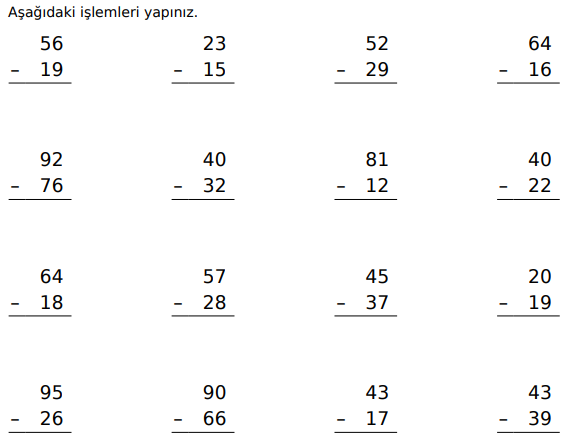 Aşağıdaki işlemleri yapınız.
56 23 52 64
– 19 – 15 – 29 – 16
92 40 81 40
– 76 – 32 – 12 – 22
64 57 45 20
– 18 – 28 – 37 – 19
95 90 43 43
– 26 – 66 – 17 – 39